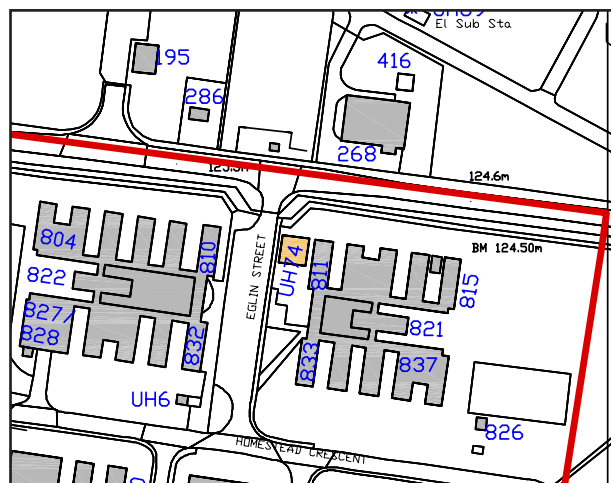 El Sub Sta
195
416
286
268
124.6m
804
810
BM 124.50m
UH74
811
815
822
EGLIN STREET
827/
828
821
832
833
837
UH6
826
HOMESTEAD CRESCENT